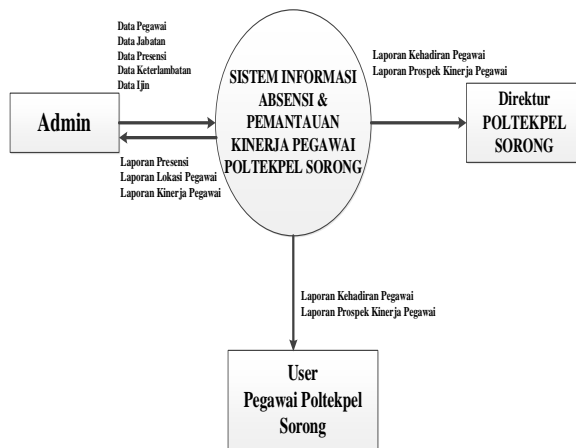 Data Pegawai
Data Jabatan
Data Presensi
Data Keterlambatan
Data Ijin
Admin
Laporan Presensi
Laporan Lokasi Pegawai
Laporan Kinerja Pegawai
SISTEM INFORMASI
ABSENSI &
PEMANTAUAN
KINERJA PEGAWAI
POLTEKPEL SORONG
Laporan Kehadiran Pegawai
Laporan Prospek Kinerja Pegawai
Direktur
POLTEKPEL
SORONG
Laporan Kehadiran Pegawai
Laporan Prospek Kinerja Pegawai
User
Pegawai Poltekpel
Sorong